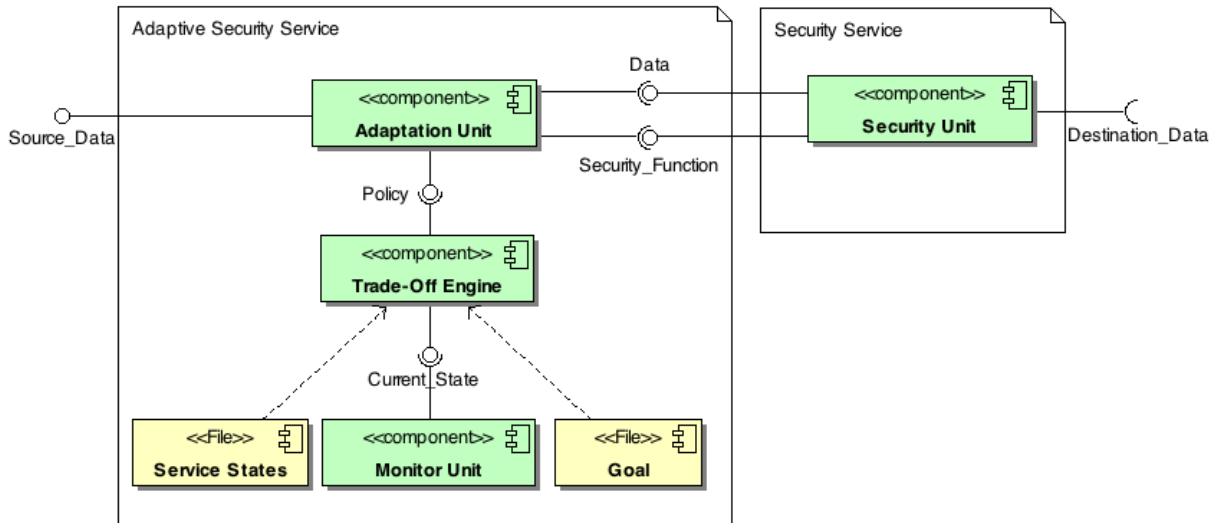 Adaptive Security Service
Security Service
Data
<<component>>
Adaptation Unit
<<component>>
Security Unit
Source_Data
Destination_Data
Security_Function
Policy
<<component>>
Trade-Off Engine
Current_State
<<File>>
Service States
<<component>>
Monitor Unit
<<File>>
Goal